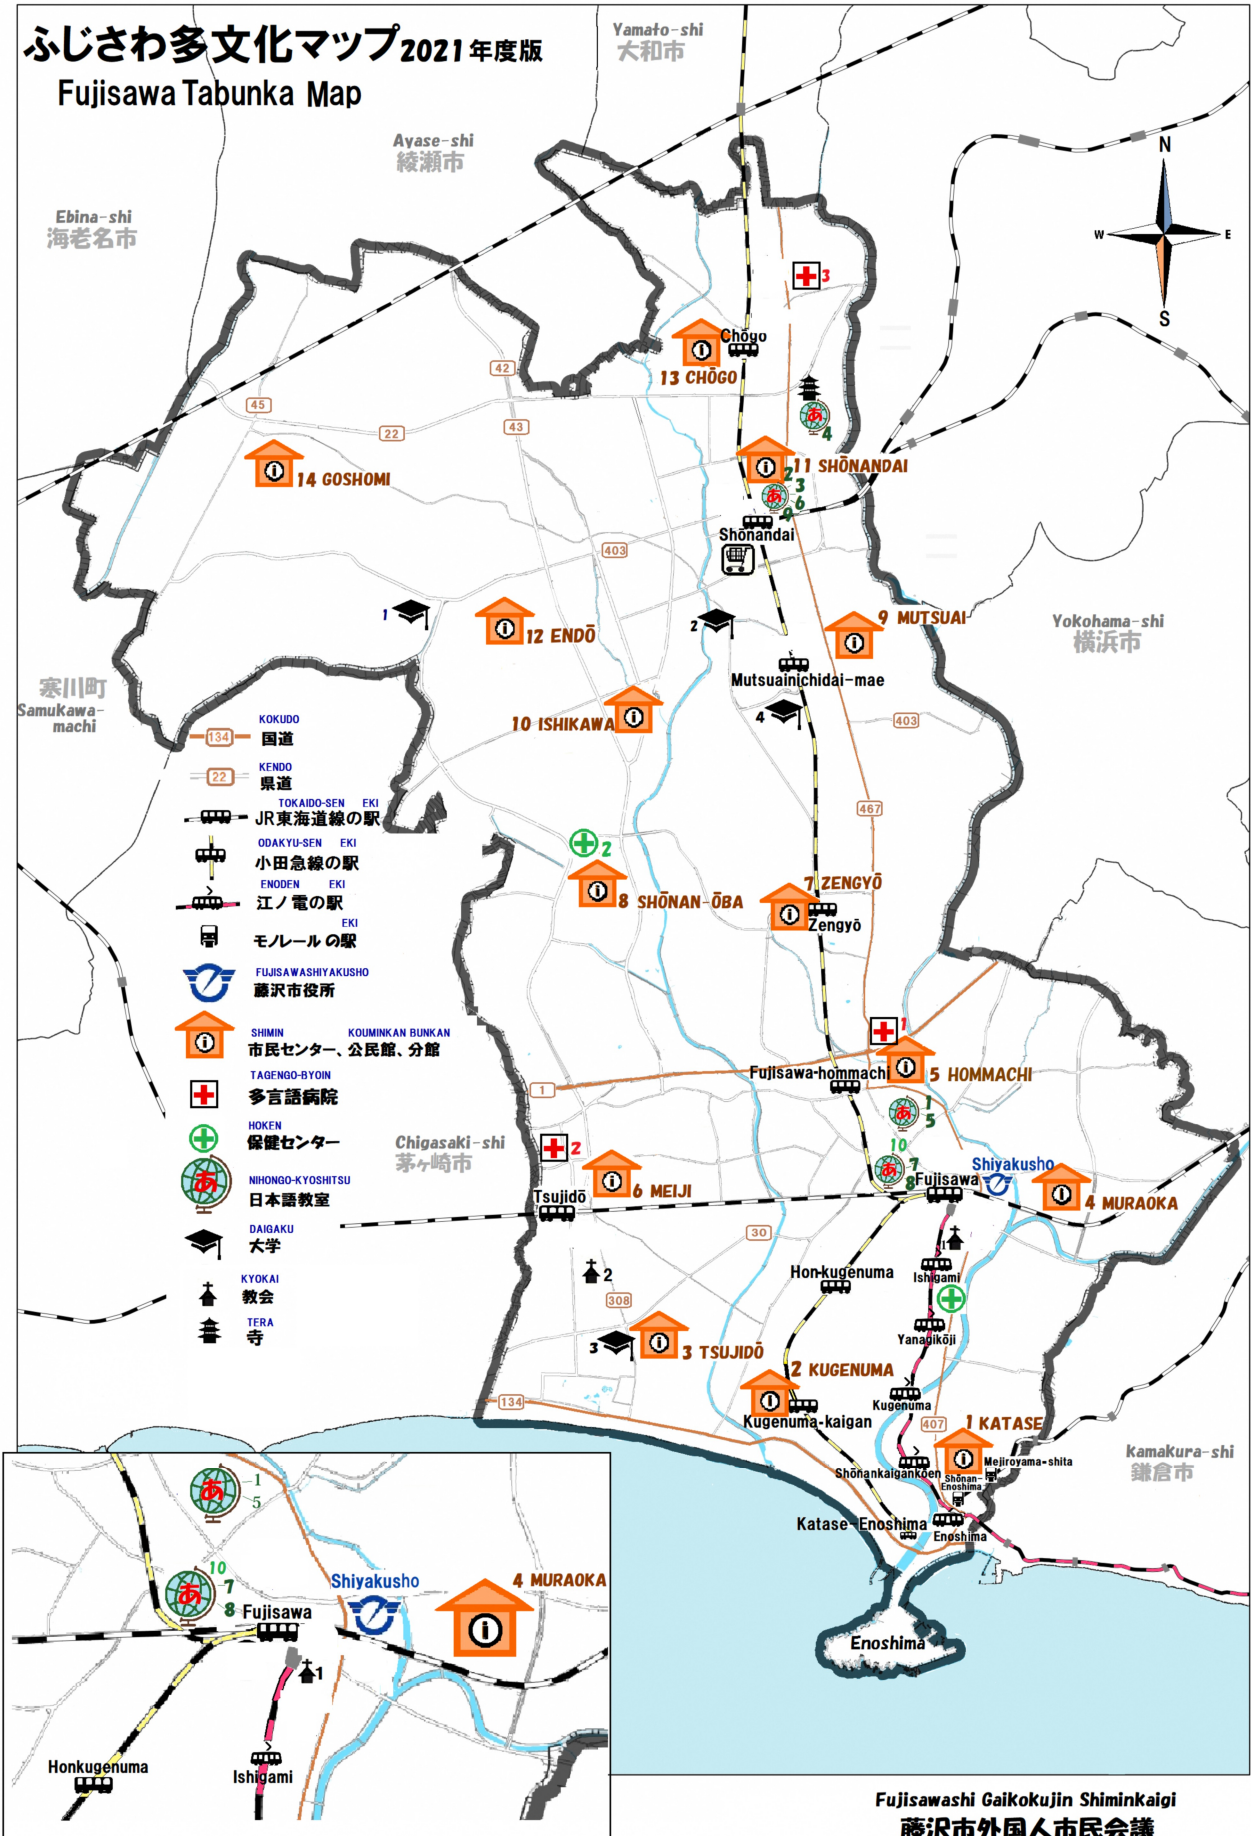 ふじさわ多文化マップ2021年度版
Fujisawa Tabunka Map
Yamato-shi
大和市
Ayase-shi
綾瀬市
Ebina-shi
海老名市
N
W
E
S
3
Chōgo
13 CHŌGO
42
45
43
22
4
14 GOSHOMI
11 SHŌNANDAI
2
3
6
9
Shōnandai
403
1
12 ENDŌ
2
9 MUTSUAI
Yokohama-shi
横浜市
Mutsuainichidai-mae
寒川町
Samukawa-
machi
10 ISHIKAWA
4
403
KOKUDO
134 国道
KENDO
22 県道
TOKAIDO-SEN EKI
JR東海道線の駅
ODAKYU-SEN EKI
小田急線の駅
ENODEN EKI
江ノ電の駅
EKI
モノレールの駅
FUJISAWASHIYAKUSHO
藤沢市役所
SHIMIN KOUMINKAN BUNKAN
市民センター、公民館、分館
TAGENGO-BYOIN
多言語病院
HOKEN
保健センター
NIHONGO-KYOSHITSU
あ 日本語教室
DAIGAKU
大学
KYOKAI
教会
TERA
寺
467
2
8 SHŌNAN-ŌBA
7 ZENGYŌ
Zengyō
1
Fujisawa-hommachi
5 HOMMACHI
1
1
5
Chigasaki-shi
茅ヶ崎市
2
10
7
8
Shiyakusho
6 MEIJI
Fujisawa
Tsujidō
4 MURAOKA
30
1
Hon-kugenuma
Ishigami
2
308
Yanagikōji
3
3 TSUJIDŌ
2 KUGENUMA
134
Kugenuma
Kugenuma-kaigan
407
1 KATASE
Kamakura-shi
鎌倉市
Mejiroyama-shita
Shōnankaigankōen
Shōnan-
Enoshima
Katase-Enoshima
Enoshima
Enoshima
あ
1
5
10
7
8
あ
Shiyakusho
4 MURAOKA
Fujisawa
1
Honkugenuma
Ishigami
Fujisawashi Gaikokujin Shiminkaigi
藤沢市外国人市民会議